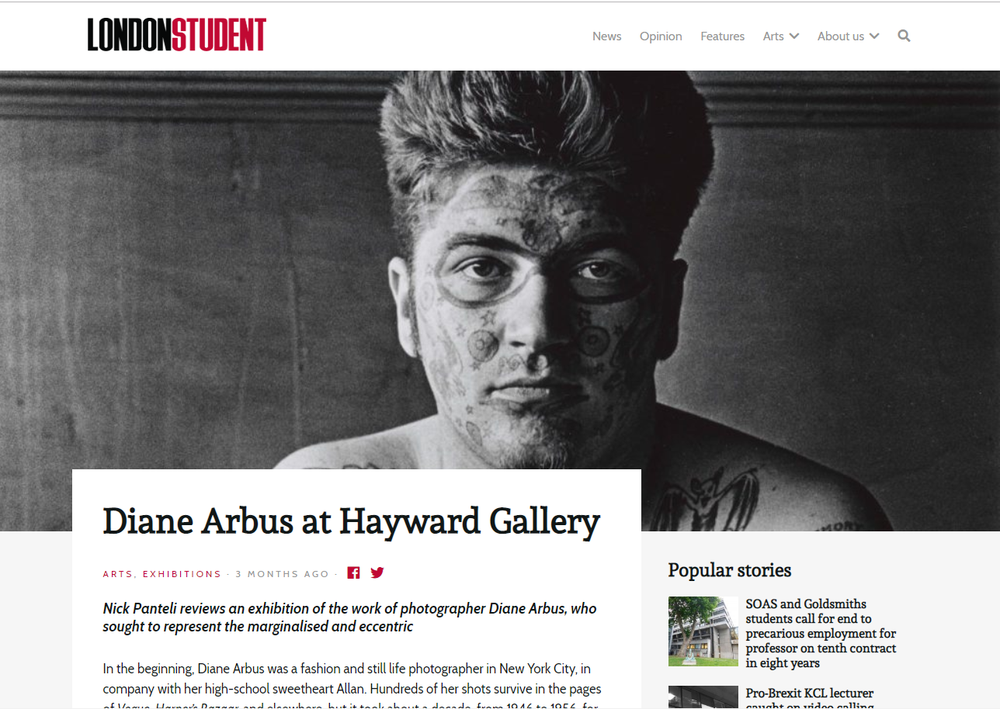 LONDONSTUDENT
News Opinion Features Arts About us
Diane Arbus at Hayward Gallery
ARTS, EXHIBITIONS · 3 MONTHS AGO ·
Nick Panteli reviews an exhibition of the work of photographer Diane Arbus, who
sought to represent the marginalised and eccentric
In the beginning, Diane Arbus was a fashion and still life photographer in New York City, in
company with her high-school sweetheart Allan. Hundreds of her shots survive in the pages
of Vogue, Harper's Bazaar and elsewhere, but it took about a decade, from 1946 to 1956, for
Popular stories
SOAS and Goldsmiths
students call for end to
precarious employment for
professor on tenth contract
in eight years
Pro-Brexit KCL lecturer
caught on video calling